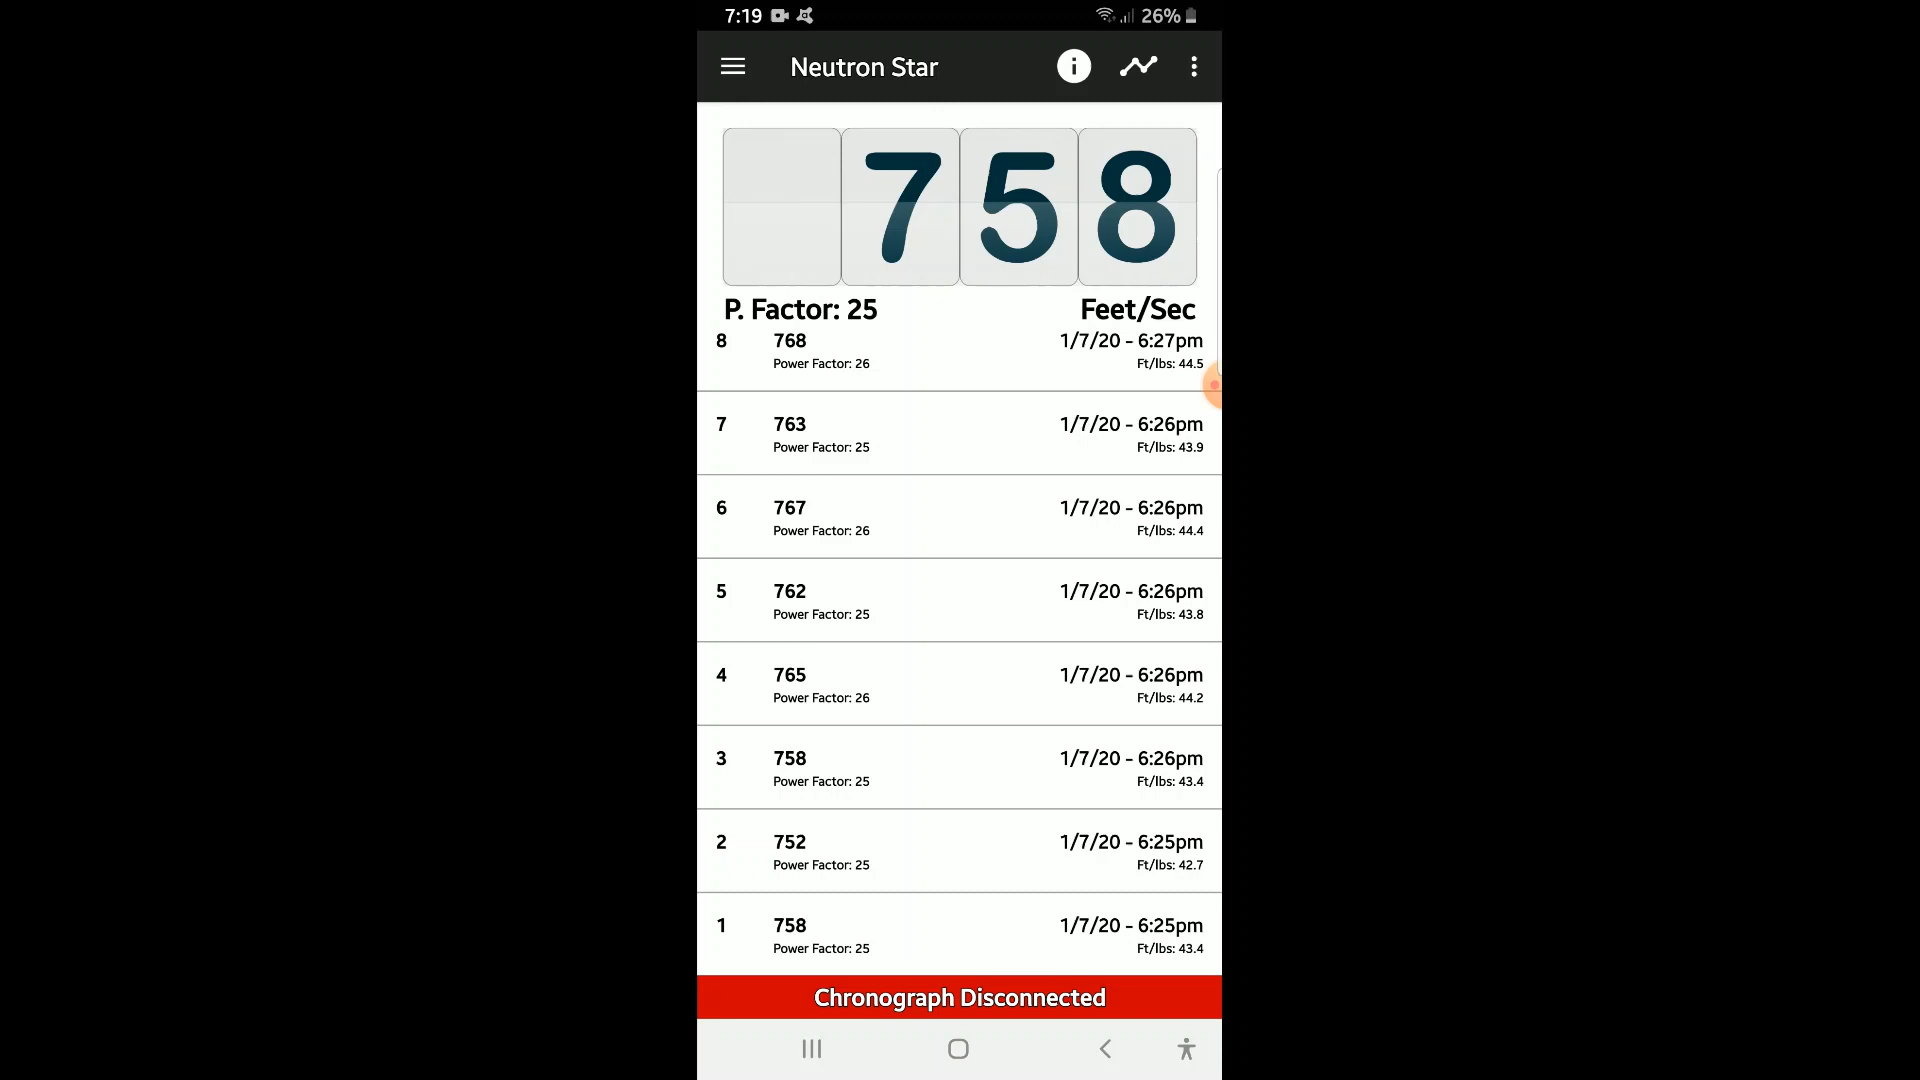 7:19 26%
Neutron Star
758
P. Factor: 25 Feet/Sec
8 768 1/7/20 - 6:27pm
Power Factor: 26 Ft/lbs: 44.5
7 763 1/7/20 - 6:26pm
Power Factor: 25 Ft/lbs: 43.9
6 767 1/7/20 - 6:26pm
Power Factor: 26 Ft/lbs: 44.4
5 762 1/7/20 - 6:26pm
Power Factor: 25 Ft/lbs: 43.8
4 765 1/7/20 - 6:26pm
Power Factor: 26 Ft/lbs: 44.2
3 758 1/7/20 - 6:26pm
Power Factor: 25 Ft/lbs: 43.4
2 752 1/7/20 - 6:25pm
Power Factor: 25 Ft/lbs: 42.7
1 758 1/7/20 - 6:25pm
Power Factor: 25 Ft/lbs: 43.4
Chronograph Disconnected